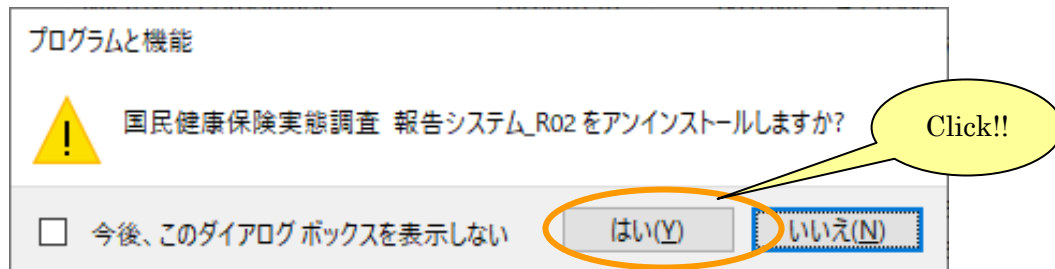 プログラムと機能
国民健康保険実態調査 報告システム_R02 をアンインストールしますか?
Click!!
今後、このダイアログ ボックスを表示しない
はい(Y)
いいえ(N)